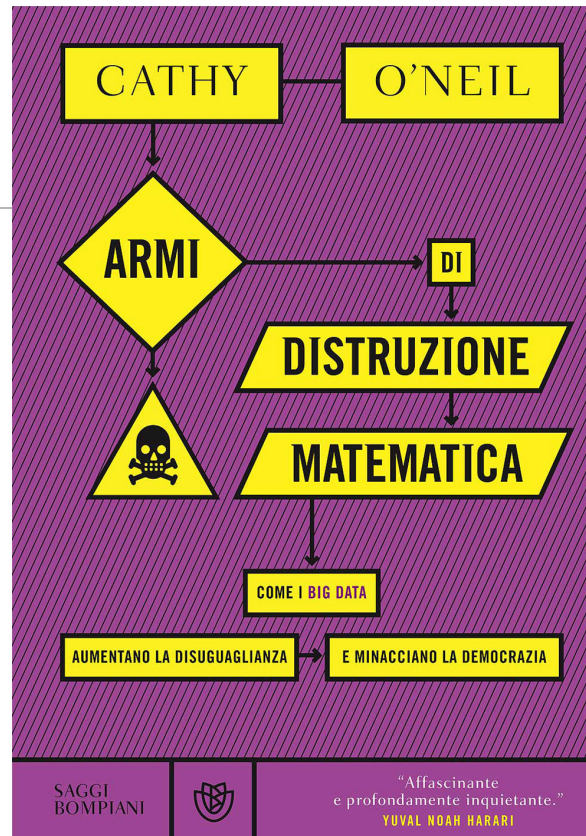 CATHY O'NEIL
ARMI
DI
DISTRUZIONE
MATEMATICA
COME I BIG DATA
AUMENTANO LA DISUGUAGLIANZA E MINACCIANO LA DEMOCRAZIA
SAGGI
BOMPIANI
“Affascinante
e profondamente inquietante.”
YUVAL NOAH HARARI